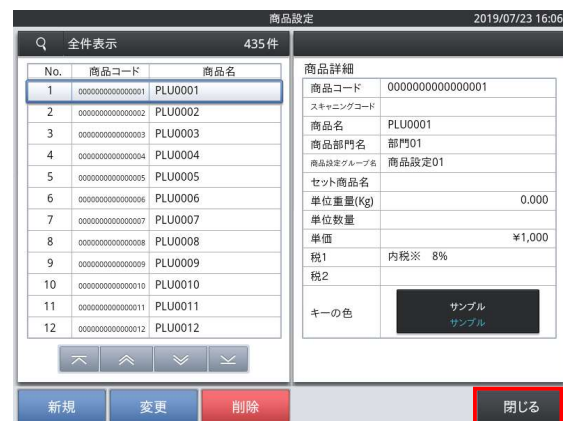 商品設定 2019/07/23 16:06
全件表示 435件
No. 商品コード 商品名
1 0000000000000001 PLU0001
2 0000000000000002 PLU0002
3 0000000000000003 PLU0003
4 0000000000000004 PLU0004
5 0000000000000005 PLU0005
6 0000000000000006 PLU0006
7 0000000000000007 PLU0007
8 0000000000000008 PLU0008
9 0000000000000009 PLU0009
10 0000000000000010 PLU0010
11 0000000000000011 PLU0011
12 0000000000000012 PLU0012
商品詳細
商品コード 0000000000000001
スキャニングコード
商品名 PLU0001
商品部門名 部門01
商品設定グループ名 商品設定01
セット商品名
単位重量(Kg) 0.000
単位数量
単価 ¥1,000
税1 内税※ 8%
税2
キーの色 サンプル
サンプル
新規 変更 削除 閉じる